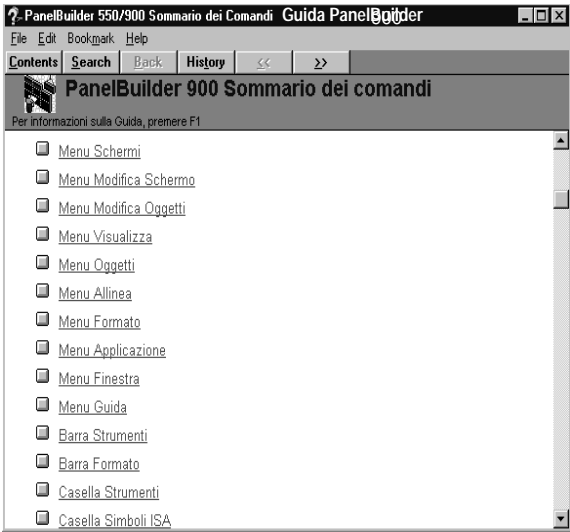 PanelBuilder 550/900 Sommario dei Comandi Guida PanelBuilder 900
File Edit Bookmark Help
Contents Search Back History << >>
PanelBuilder 900 Sommario dei comandi
Per informazioni sulla Guida, premere F1
Menu Schermi
Menu Modifica Schermo
Menu Modifica Oggetti
Menu Visualizza
Menu Oggetti
Menu Allinea
Menu Formato
Menu Applicazione
Menu Finestra
Menu Guida
Barra Strumenti
Barra Formato
Casella Strumenti
Casella Simboli ISA